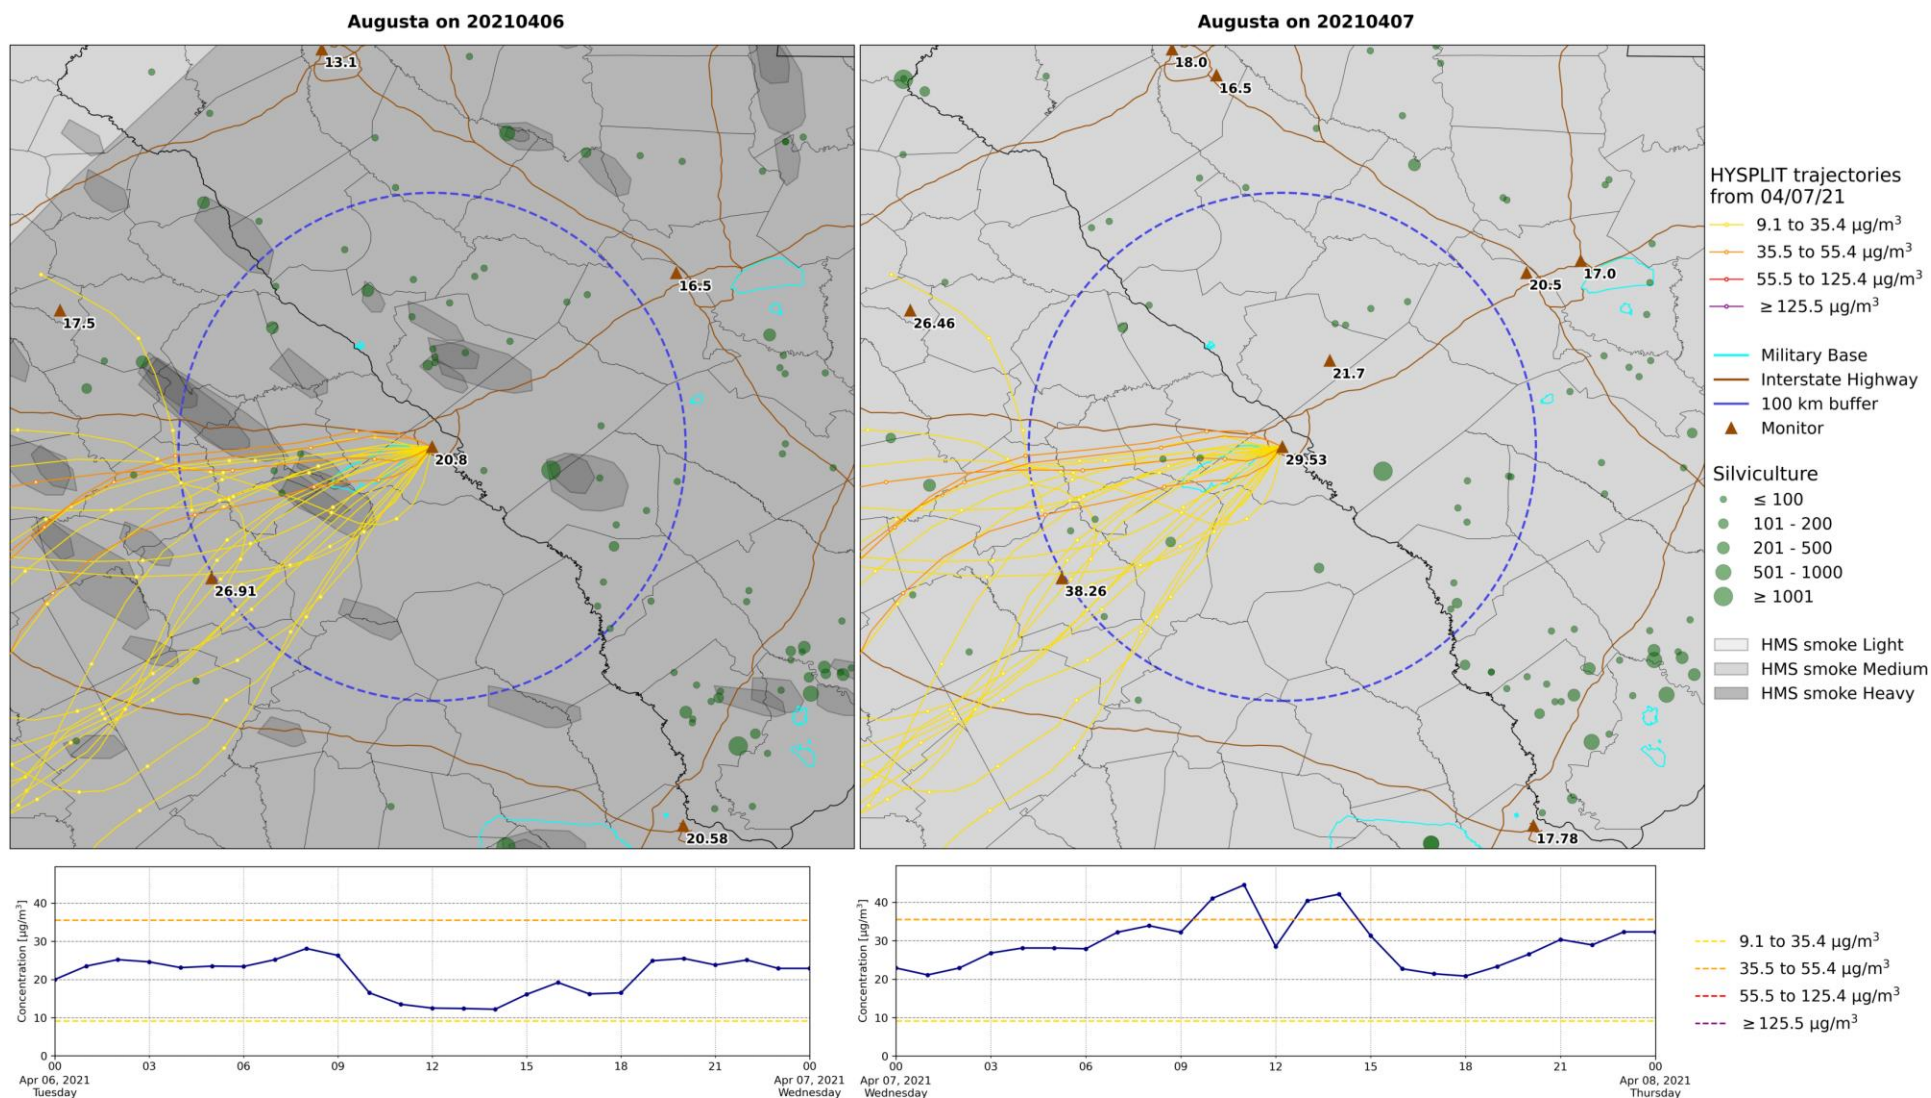 Augusta on 20210406
Augusta on 20210407
13.1
17.5
16.5
20.8
26.91
20.58
18.0
16.5
26.46
17.0
20.5
21.7
29.53
38.26
17.78
HYSPLIT trajectories
from 04/07/21
9.1 to 35.4 µg/m³
35.5 to 55.4 µg/m³
55.5 to 125.4 µg/m³
≥ 125.5 µg/m³
Military Base
Interstate Highway
100 km buffer
Monitor
Silviculture
≤ 100
101 - 200
201 - 500
501 - 1000
≥ 1001
HMS smoke Light
HMS smoke Medium
HMS smoke Heavy
Concentration [µg/m³]
40
30
20
10
0
00 03 06 09 12 15 18 21 00
Apr 06, 2021 Apr 07, 2021
Tuesday Wednesday
Concentration [µg/m³]
40
30
20
10
0
00 03 06 09 12 15 18 21 00
Apr 07, 2021 Apr 08, 2021
Wednesday Thursday
9.1 to 35.4 µg/m³
35.5 to 55.4 µg/m³
55.5 to 125.4 µg/m³
≥ 125.5 µg/m³